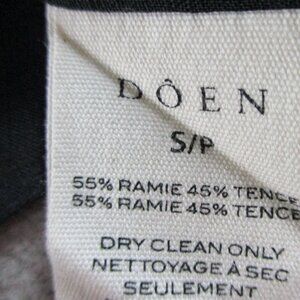 DÔEN
S/P
55% RAMIE 45% TENCE
55% RAMIE 45% TENCE
DRY CLEAN ONLY
NETTOYAGE À SEC
SEULEMENT